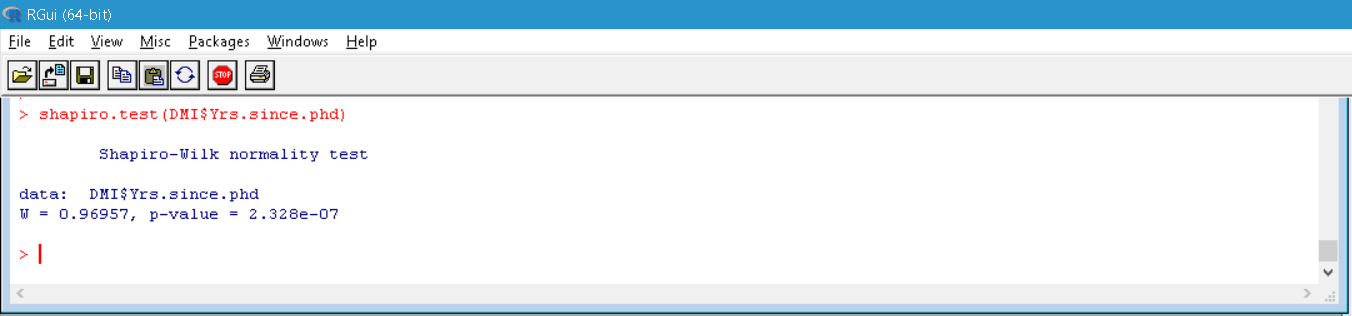 RGui (64-bit)
File Edit View Misc Packages Windows Help
STOP
> shapiro.test(DMI$Yrs.since.phd)
Shapiro-Wilk normality test
data:  DMI$Yrs.since.phd
W = 0.96957, p-value = 2.328e-07
>